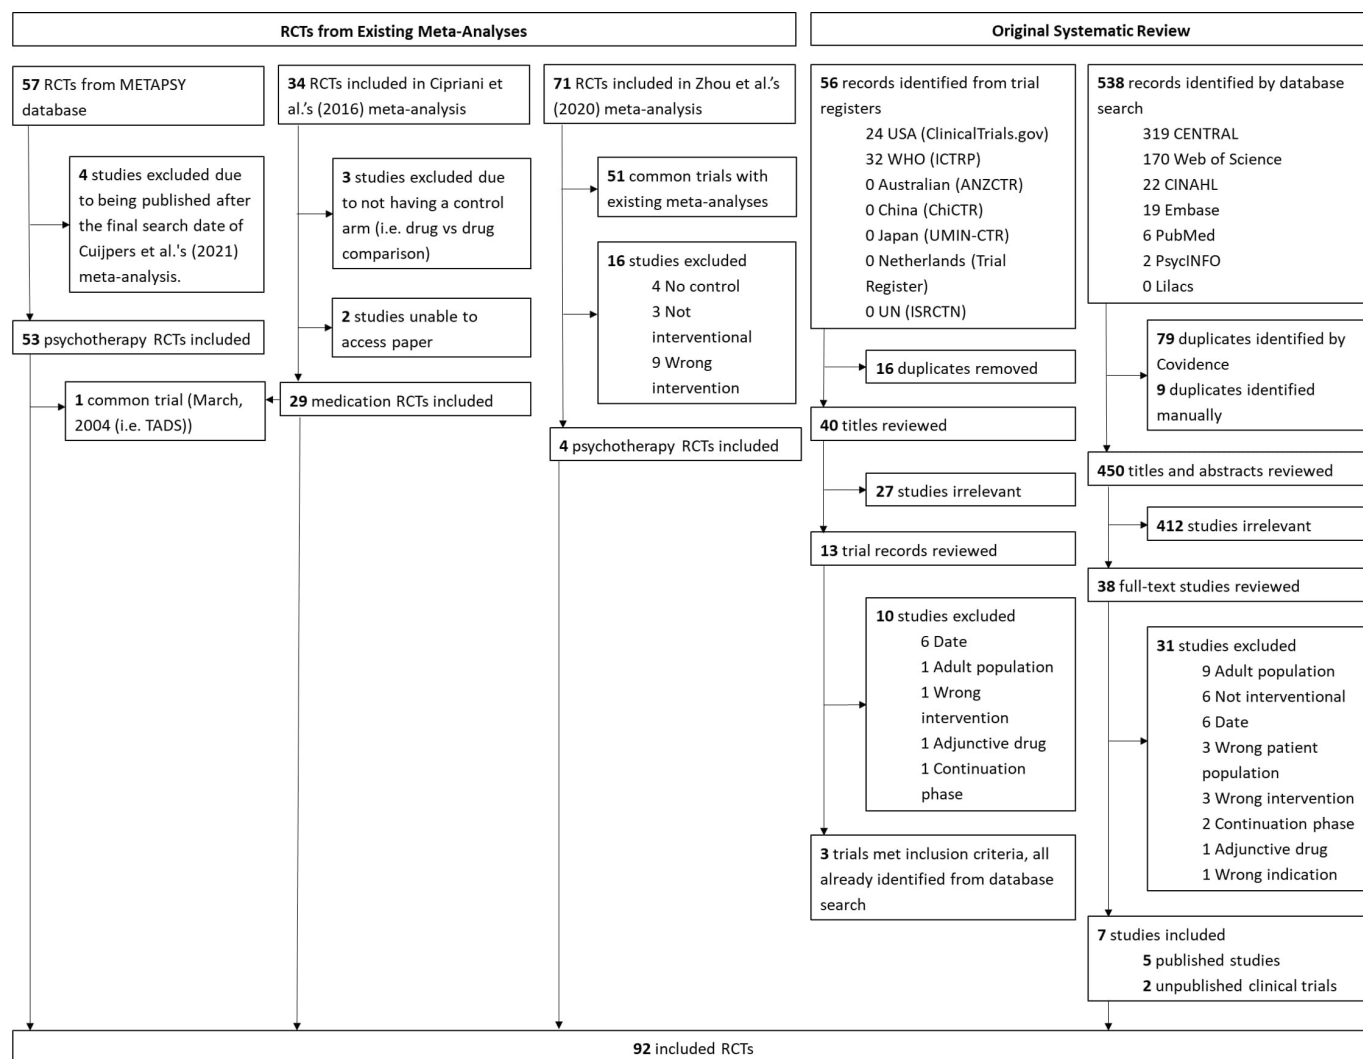 RCTs from Existing Meta-Analyses
57 RCTs from METAPSY
database
4 studies excluded due
to being published after
the final search date of
Cuijpers et al.'s (2021)
meta-analysis.
53 psychotherapy RCTs included
1 common trial (March,
2004 (i.e. TADS))
34 RCTs included in Cipriani et
al.'s (2016) meta-analysis
3 studies excluded due
to not having a control
arm (i.e. drug vs drug
comparison)
2 studies unable to
access paper
29 medication RCTs included
71 RCTs included in Zhou et al.'s
(2020) meta-analysis
51 common trials with
existing meta-analyses
16 studies excluded
4 No control
3 Not
interventional
9 Wrong
intervention
4 psychotherapy RCTs included
Original Systematic Review
56 records identified from trial
registers
24 USA (ClinicalTrials.gov)
32 WHO (ICTRP)
0 Australian (ANZCTR)
0 China (ChiCTR)
0 Japan (UMIN-CTR)
0 Netherlands (Trial
Register)
0 UN (ISRCTN)
16 duplicates removed
40 titles reviewed
27 studies irrelevant
13 trial records reviewed
10 studies excluded
6 Date
1 Adult population
1 Wrong
intervention
1 Adjunctive drug
1 Continuation
phase
3 trials met inclusion criteria, all
already identified from database
search
538 records identified by database
search
319 CENTRAL
170 Web of Science
22 CINAHL
19 Embase
6 PubMed
2 PsycINFO
0 Lilacs
79 duplicates identified by
Covidence
9 duplicates identified
manually
450 titles and abstracts reviewed
412 studies irrelevant
38 full-text studies reviewed
31 studies excluded
9 Adult population
6 Not interventional
6 Date
3 Wrong patient
population
3 Wrong intervention
2 Continuation phase
1 Adjunctive drug
1 Wrong indication
7 studies included
5 published studies
2 unpublished clinical trials
92 included RCTs